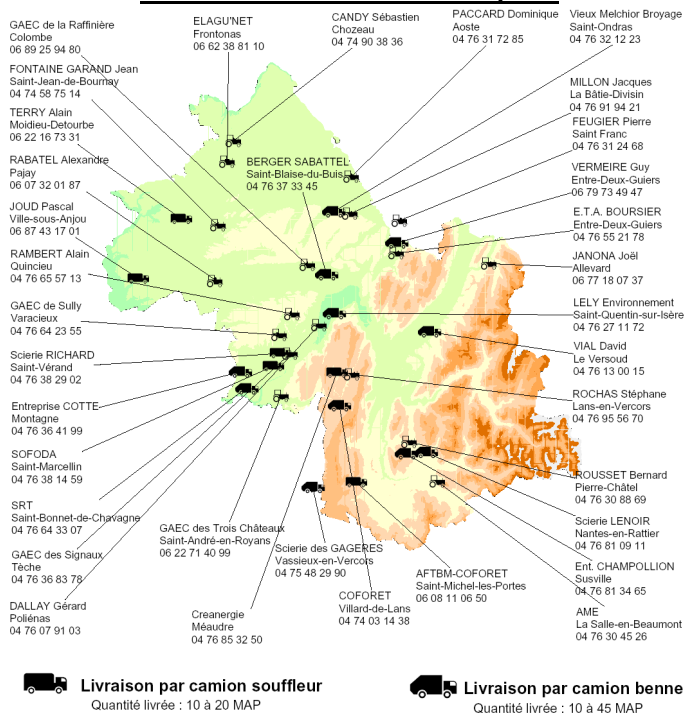 GAEC de la Raffinière
Colombe
06 89 25 94 80
ELAGU'NET
Frontonas
06 62 38 81 10
CANDY Sébastien
Chozeau
04 74 90 38 36
PACCARD Dominique
Aoste
04 76 31 72 85
Vieux Melchior Broyage
Saint-Ondras
04 76 32 12 23
FONTAINE GARAND Jean
Saint-Jean-de-Bournay
04 74 58 75 14
TERRY Alain
Moidieu-Detourbe
06 22 16 73 31
RABATEL Alexandre
Pajay
06 07 32 01 87
JOUD Pascal
Ville-sous-Anjou
06 87 43 17 01
RAMBERT Alain
Quincieu
04 76 65 57 13
GAEC de Sully
Varacieux
04 76 64 23 55
Scierie RICHARD
Saint-Vérand
04 76 38 29 02
Entreprise COTTE
Montagne
04 76 36 41 99
SOFODA
Saint-Marcellin
04 76 38 14 59
SRT
Saint-Bonnet-de-Chavagne
04 76 64 33 07
GAEC des Signaux
Tèche
04 76 36 83 78
DALLAY Gérard
Poliénas
04 76 07 91 03
BERGER SABATTEL
Saint-Blaise-du-Buis
04 76 37 33 45
MILLON Jacques
La Bâtie-Divisin
04 76 91 94 21
FEUGIER Pierre
Saint Franc
04 76 31 24 68
VERMEIRE Guy
Entre-Deux-Guiers
06 79 73 49 47
E.T.A. BOURSIER
Entre-Deux-Guiers
04 76 55 21 78
JANONA Joël
Allevard
06 77 18 07 37
LELY Environnement
Saint-Quentin-sur-Isère
04 76 27 11 72
VIAL David
Le Versoud
04 76 13 00 15
ROCHAS Stéphane
Lans-en-Vercors
04 76 95 56 70
ROUSSET Bernard
Pierre-Châtel
04 76 30 88 69
Scierie LENOIR
Nantes-en-Rattier
04 76 81 09 11
Ent. CHAMPOLLION
Susville
04 76 81 34 65
AME
La Salle-en-Beaumont
04 76 30 45 26
GAEC des Trois Châteaux
Saint-André-en-Royans
06 22 71 40 99
Creanergie
Méaudre
04 76 85 32 50
Scierie des GAGERES
Vassieux-en-Vercors
04 75 48 29 90
COFORET
Villard-de-Lans
04 74 03 14 38
AFTBM-COFORET
Saint-Michel-les-Portes
06 08 11 06 50
Livraison par camion souffleur
Quantité livrée : 10 à 20 MAP
Livraison par camion benne
Quantité livrée : 10 à 45 MAP